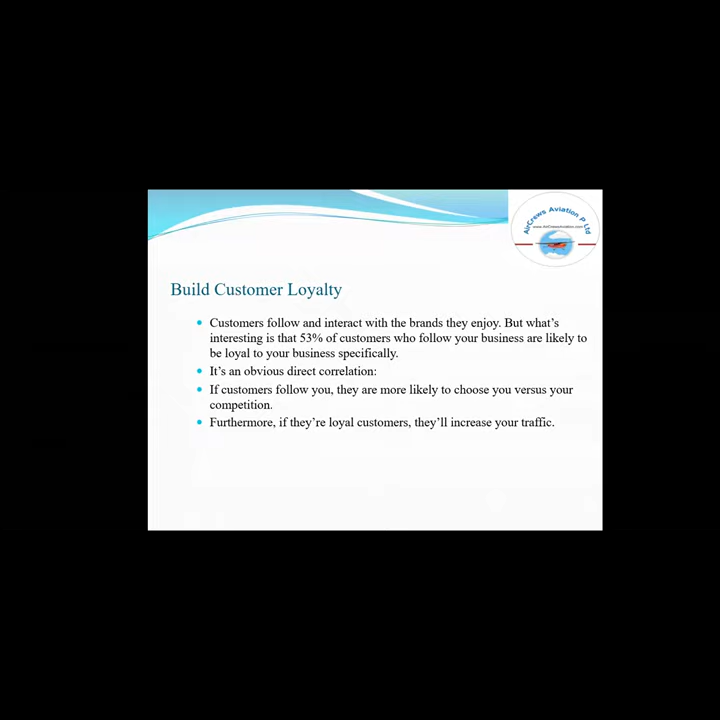 AirCrews Aviation P Ltd
www.AirCrewsAviation.com
Build Customer Loyalty
Customers follow and interact with the brands they enjoy. But what’s
interesting is that 53% of customers who follow your business are likely to
be loyal to your business specifically.
It’s an obvious direct correlation:
If customers follow you, they are more likely to choose you versus your
competition.
Furthermore, if they’re loyal customers, they’ll increase your traffic.